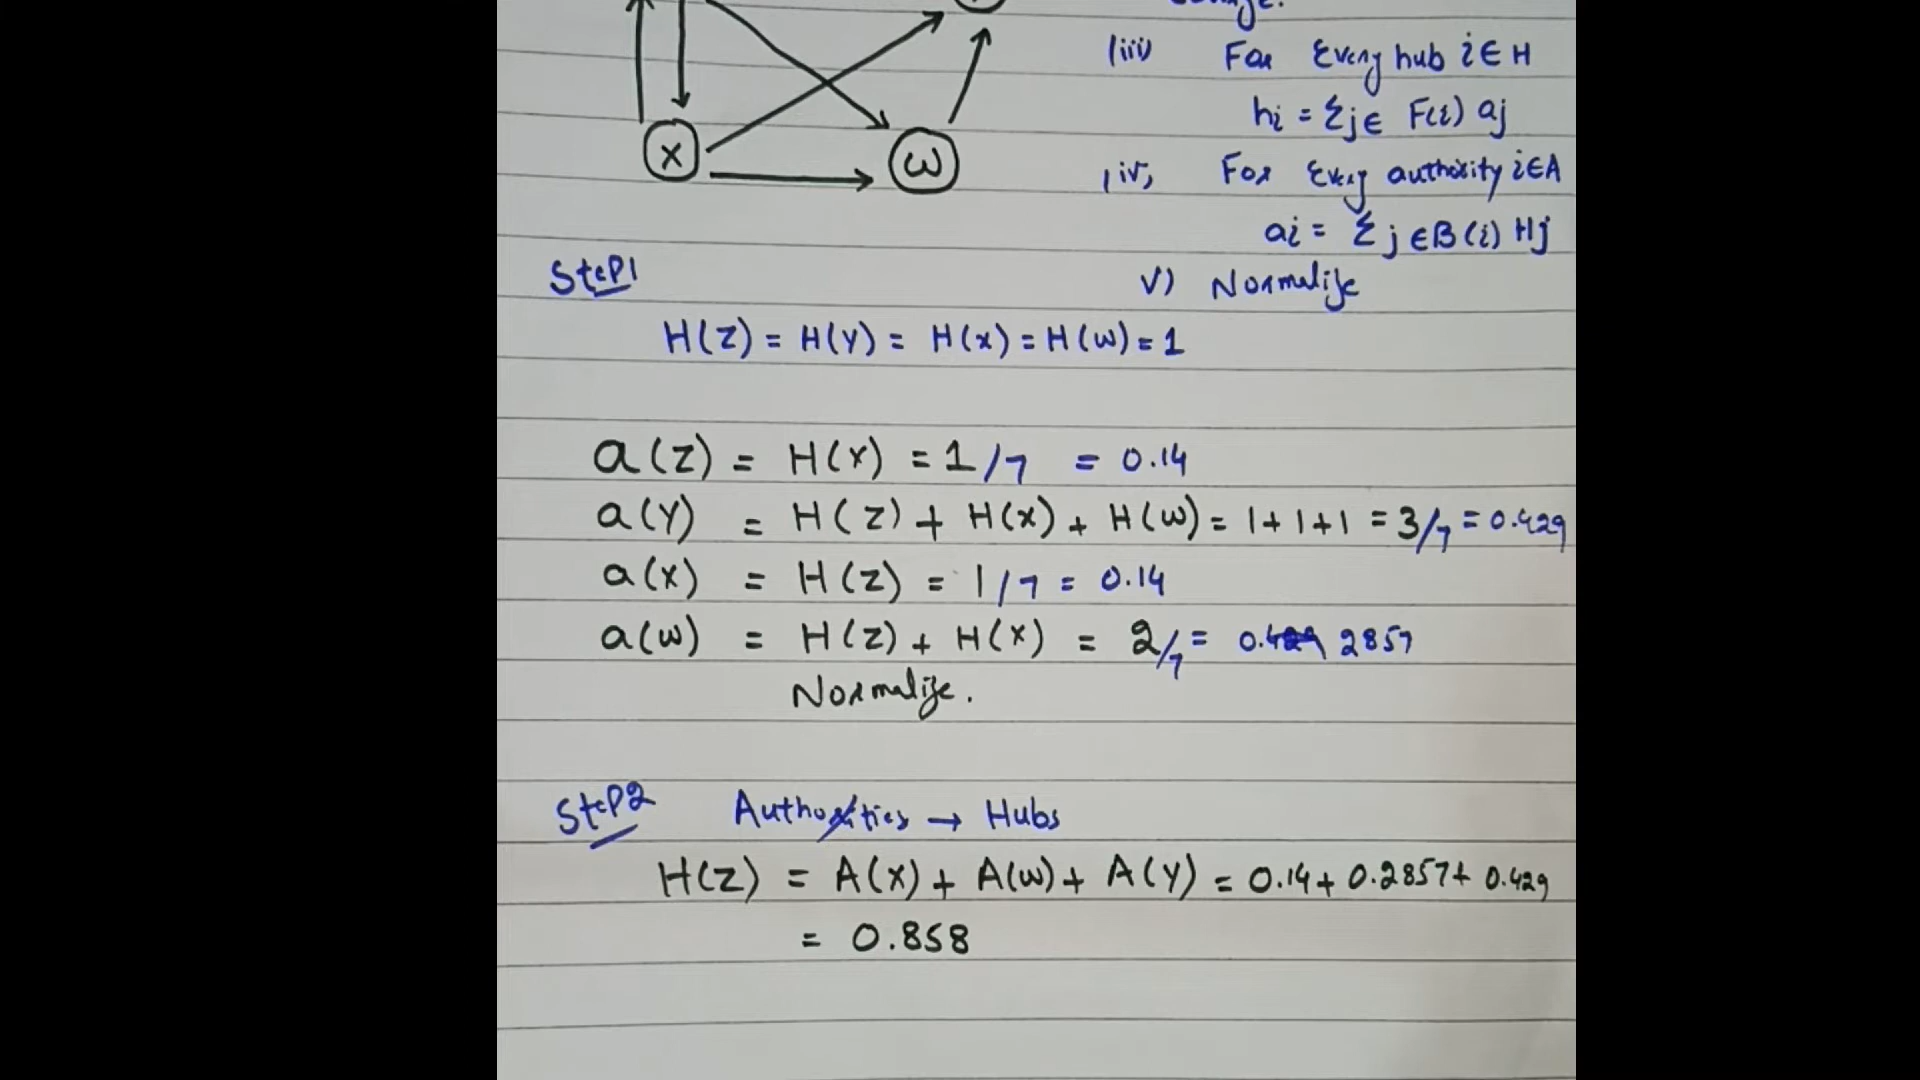 (iii) For Every hub i∈H
hi = Σj∈ F(i) aj
x
ω
(iv) For Every authority i∈A
ai = Σj∈B(i) Hj
Step1
v) Normalize
H(Z) = H(Y) = H(x) = H(ω) = 1
a(Z) = H(x) = 1/7 = 0.14
a(Y) = H(Z) + H(x) + H(ω) = 1+1+1 = 3/7 = 0.429
a(x) = H(Z) = 1/7 = 0.14
a(ω) = H(Z) + H(x) = 2/7 = 0.2857
Normalize.
Step2 Authorities → Hubs
H(Z) = A(x) + A(ω) + A(Y) = 0.14 + 0.2857 + 0.429
= 0.858